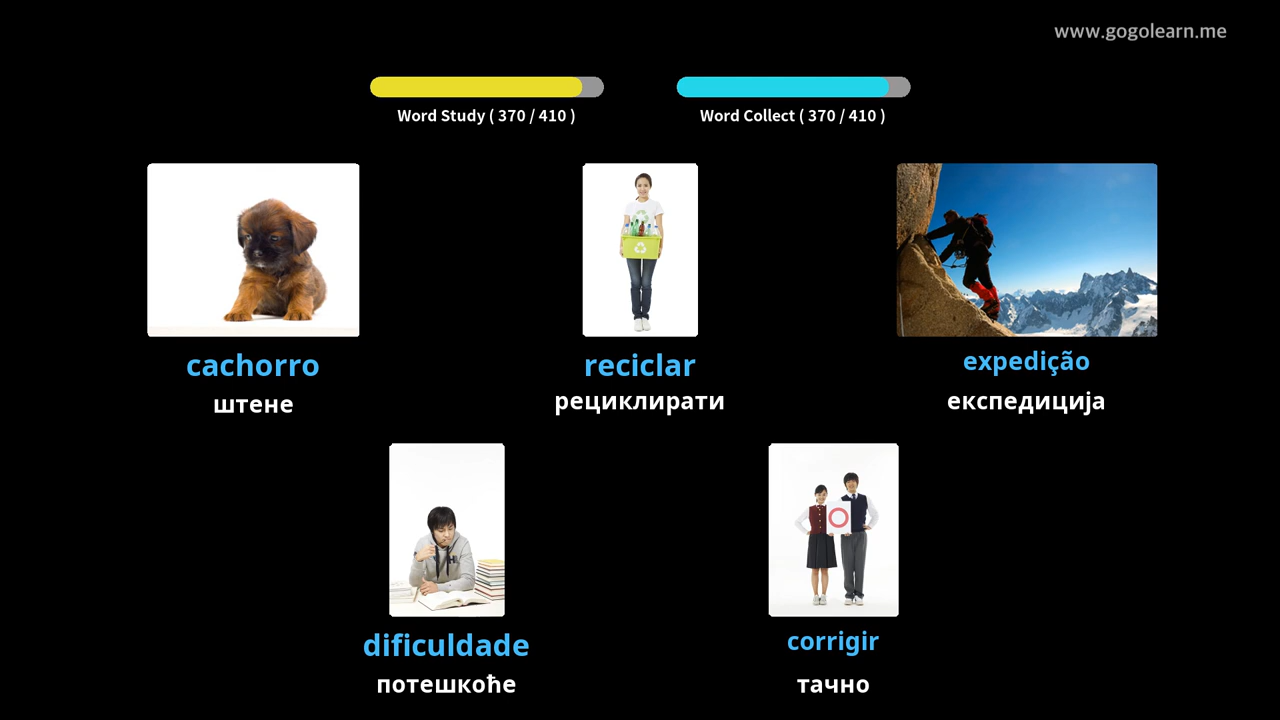 www.gogolearn.me
Word Study ( 370 / 410 )
Word Collect ( 370 / 410 )
cachorro
штене
reciclar
рециклирати
expedição
експедиција
dificuldade
потешкоће
corrigir
тачно